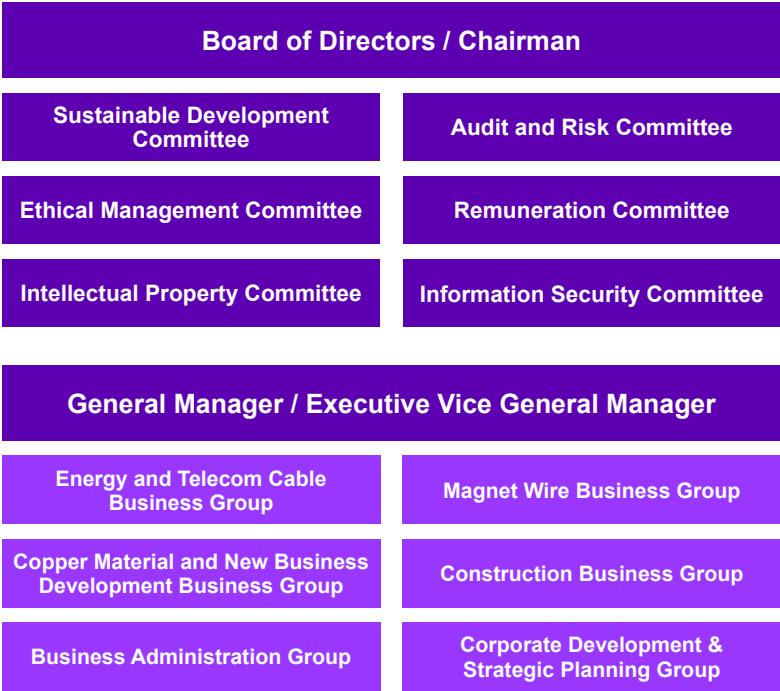 Board of Directors / Chairman
Sustainable Development
Committee
Audit and Risk Committee
Ethical Management Committee
Remuneration Committee
Intellectual Property Committee
Information Security Committee
General Manager / Executive Vice General Manager
Energy and Telecom Cable
Business Group
Magnet Wire Business Group
Copper Material and New Business
Development Business Group
Construction Business Group
Business Administration Group
Corporate Development &
Strategic Planning Group